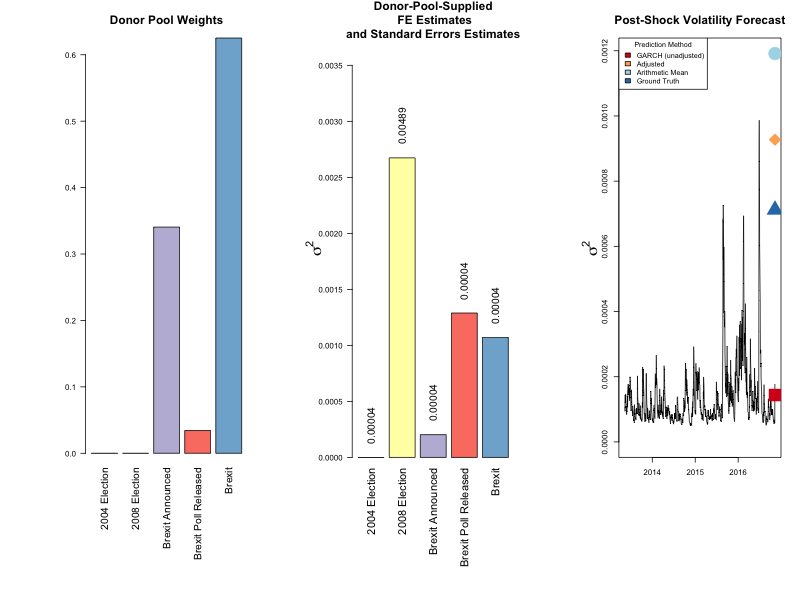 Donor Pool Weights
0.0
0.1
0.2
0.3
0.4
0.5
0.6
2004 Election
2008 Election
Brexit Announced
Brexit Poll Released
Brexit
Donor-Pool-Supplied
FE Estimates
and Standard Errors Estimates
σ²
0.0000
0.0005
0.0010
0.0015
0.0020
0.0025
0.0030
0.0035
0.00004
0.00489
0.00004
0.00004
0.00004
2004 Election
2008 Election
Brexit Announced
Brexit Poll Released
Brexit
Post-Shock Volatility Forecast
σ²
0.0000
0.0002
0.0004
0.0006
0.0008
0.0010
0.0012
Prediction Method
GARCH (unadjusted)
Adjusted
Arithmetic Mean
Ground Truth
2014
2015
2016